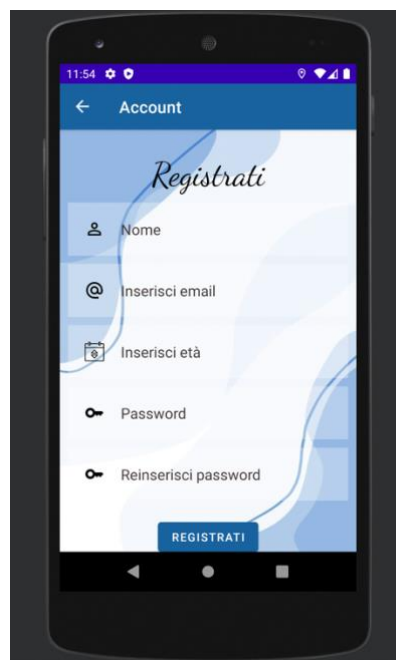 11:54
Account
Registrati
Nome
Inserisci email
Inserisci età
Password
Reinserisci password
REGISTRATI